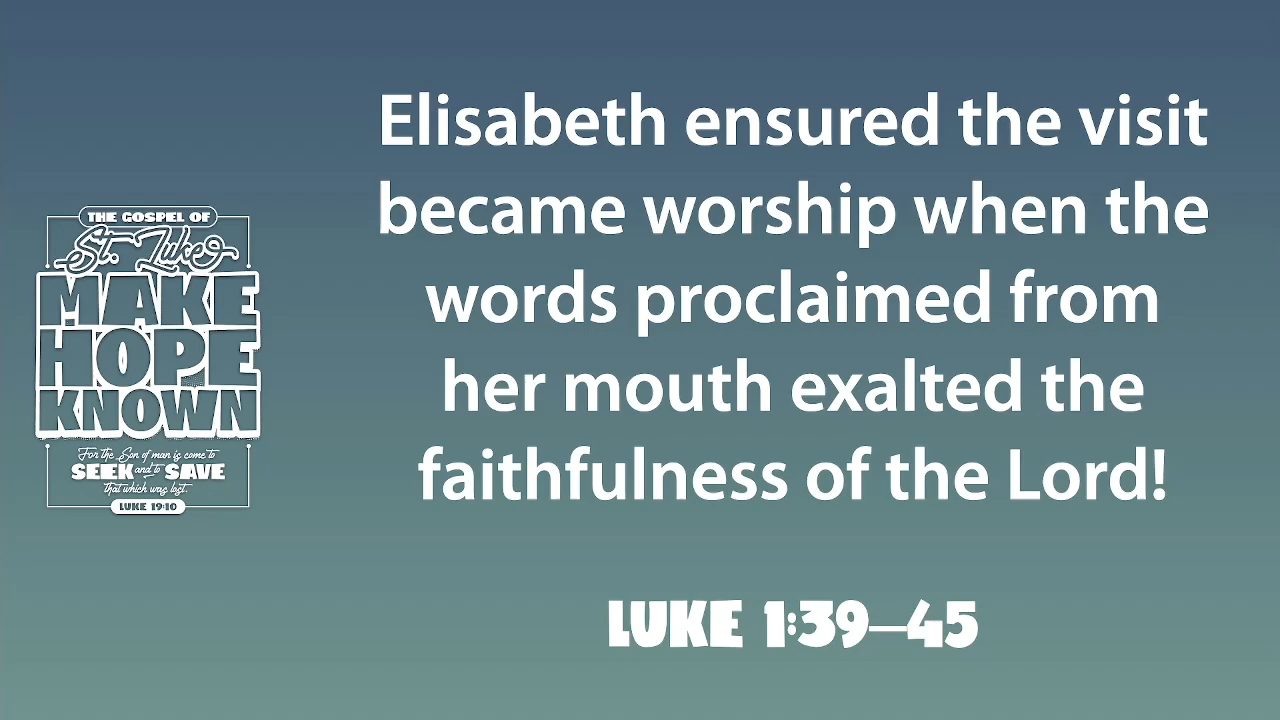 Elisabeth ensured the visit
became worship when the
words proclaimed from
her mouth exalted the
faithfulness of the Lord!
LUKE 1:39–45
THE GOSPEL OF
St. Luke
MAKE
HOPE
KNOWN
For the Son of man is come to
SEEK and to SAVE
that which was lost.
LUKE 19:10